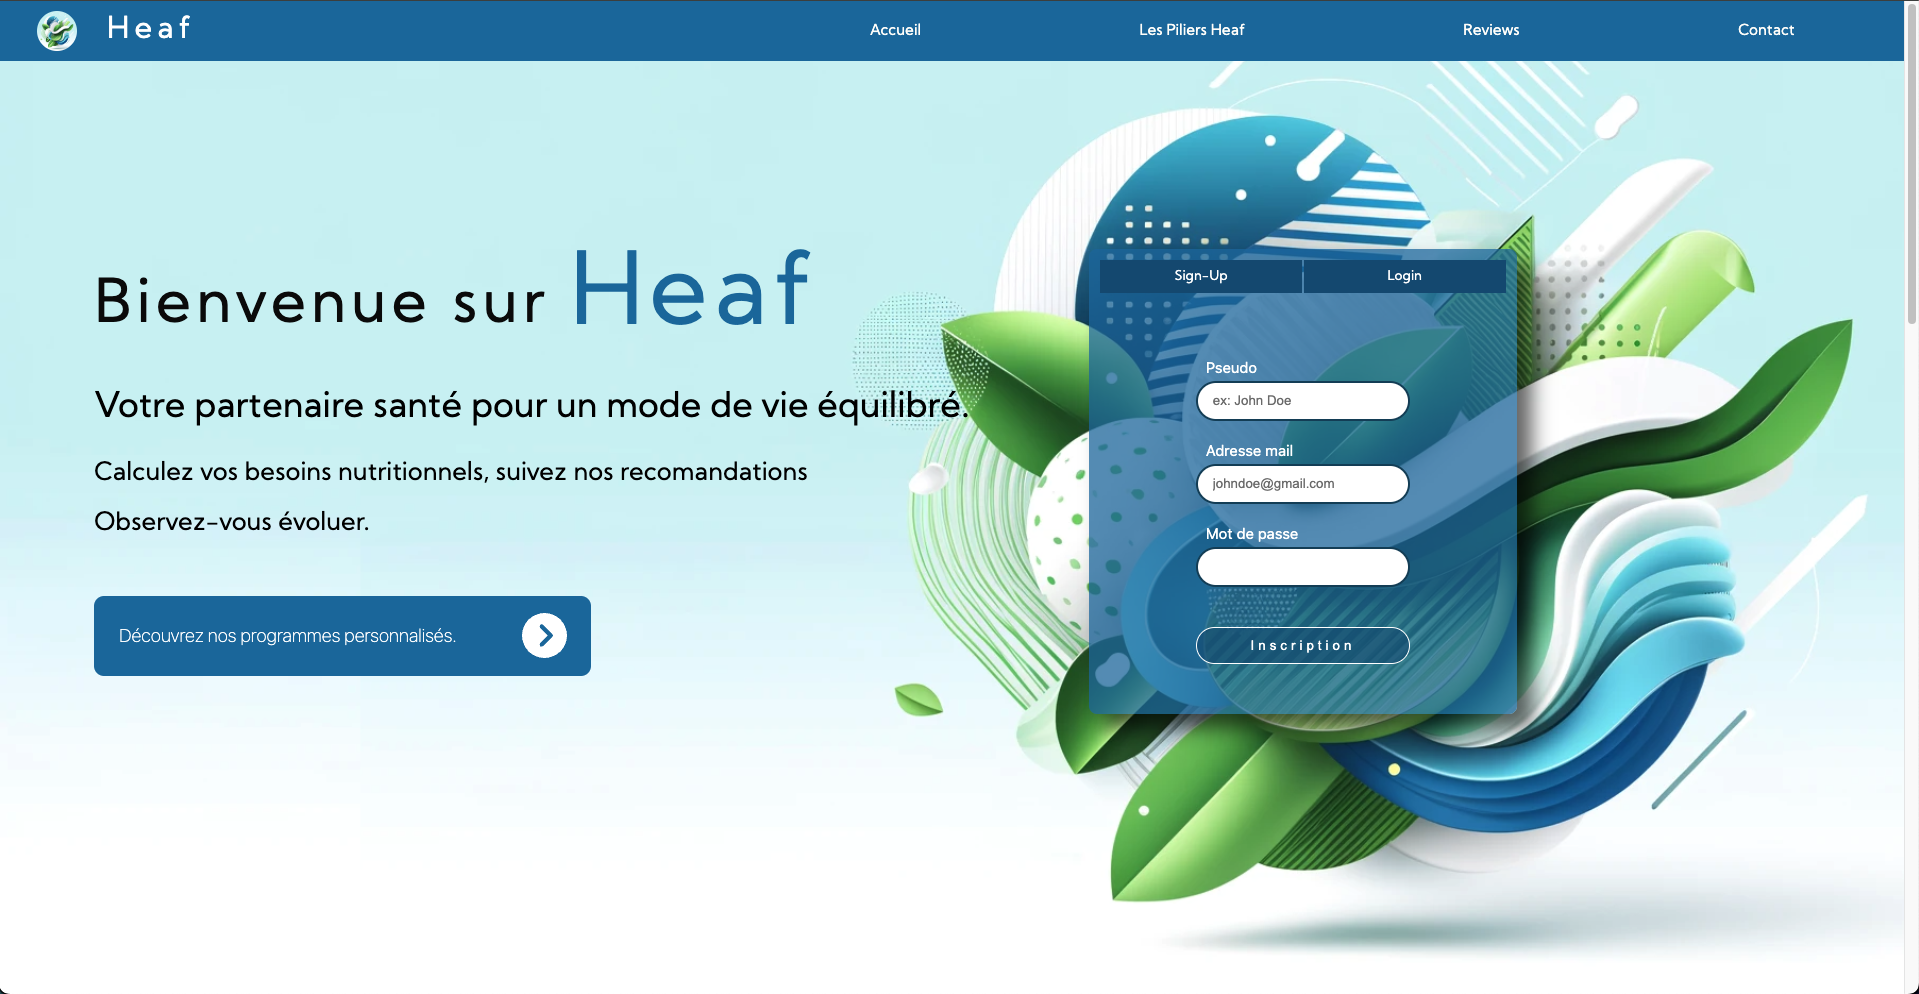 Heaf
Accueil
Les Piliers Heaf
Reviews
Contact
Bienvenue sur Heaf
Votre partenaire santé pour un mode de vie équilibré.
Calculez vos besoins nutritionnels, suivez nos recomandations
Observez-vous évoluer.
Découvrez nos programmes personnalisés.
Sign-Up
Login
Pseudo
ex: John Doe
Adresse mail
johndoe@gmail.com
Mot de passe
Inscription